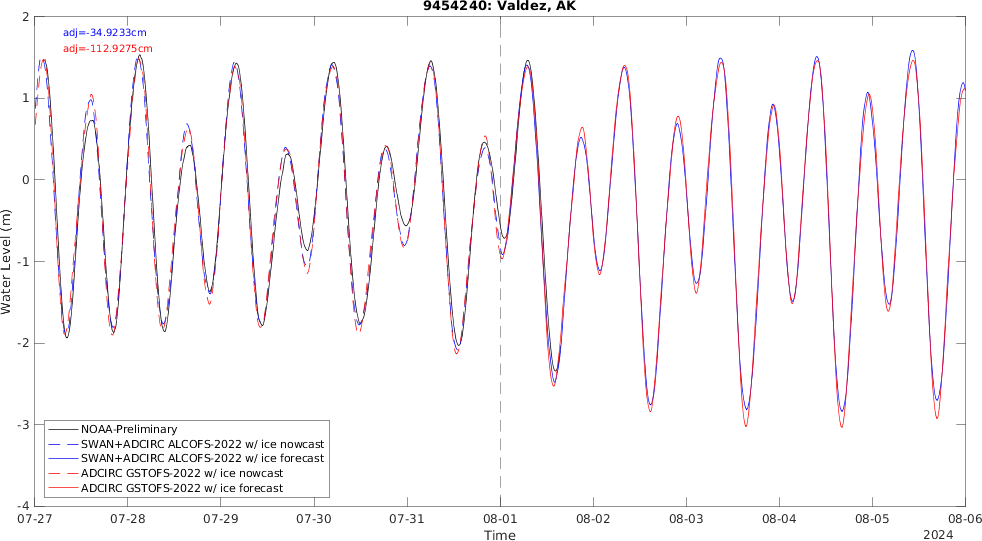 9454240: Valdez, AK
adj=-34.9233cm
adj=-112.9275cm
2
1
0
-1
-2
-3
-4
Water Level (m)
NOAA-Preliminary
SWAN+ADCIRC ALCOFS-2022 w/ ice nowcast
SWAN+ADCIRC ALCOFS-2022 w/ ice forecast
ADCIRC GSTOFS-2022 w/ ice nowcast
ADCIRC GSTOFS-2022 w/ ice forecast
07-27 07-28 07-29 07-30 07-31 08-01 08-02 08-03 08-04 08-05 08-06
Time
2024